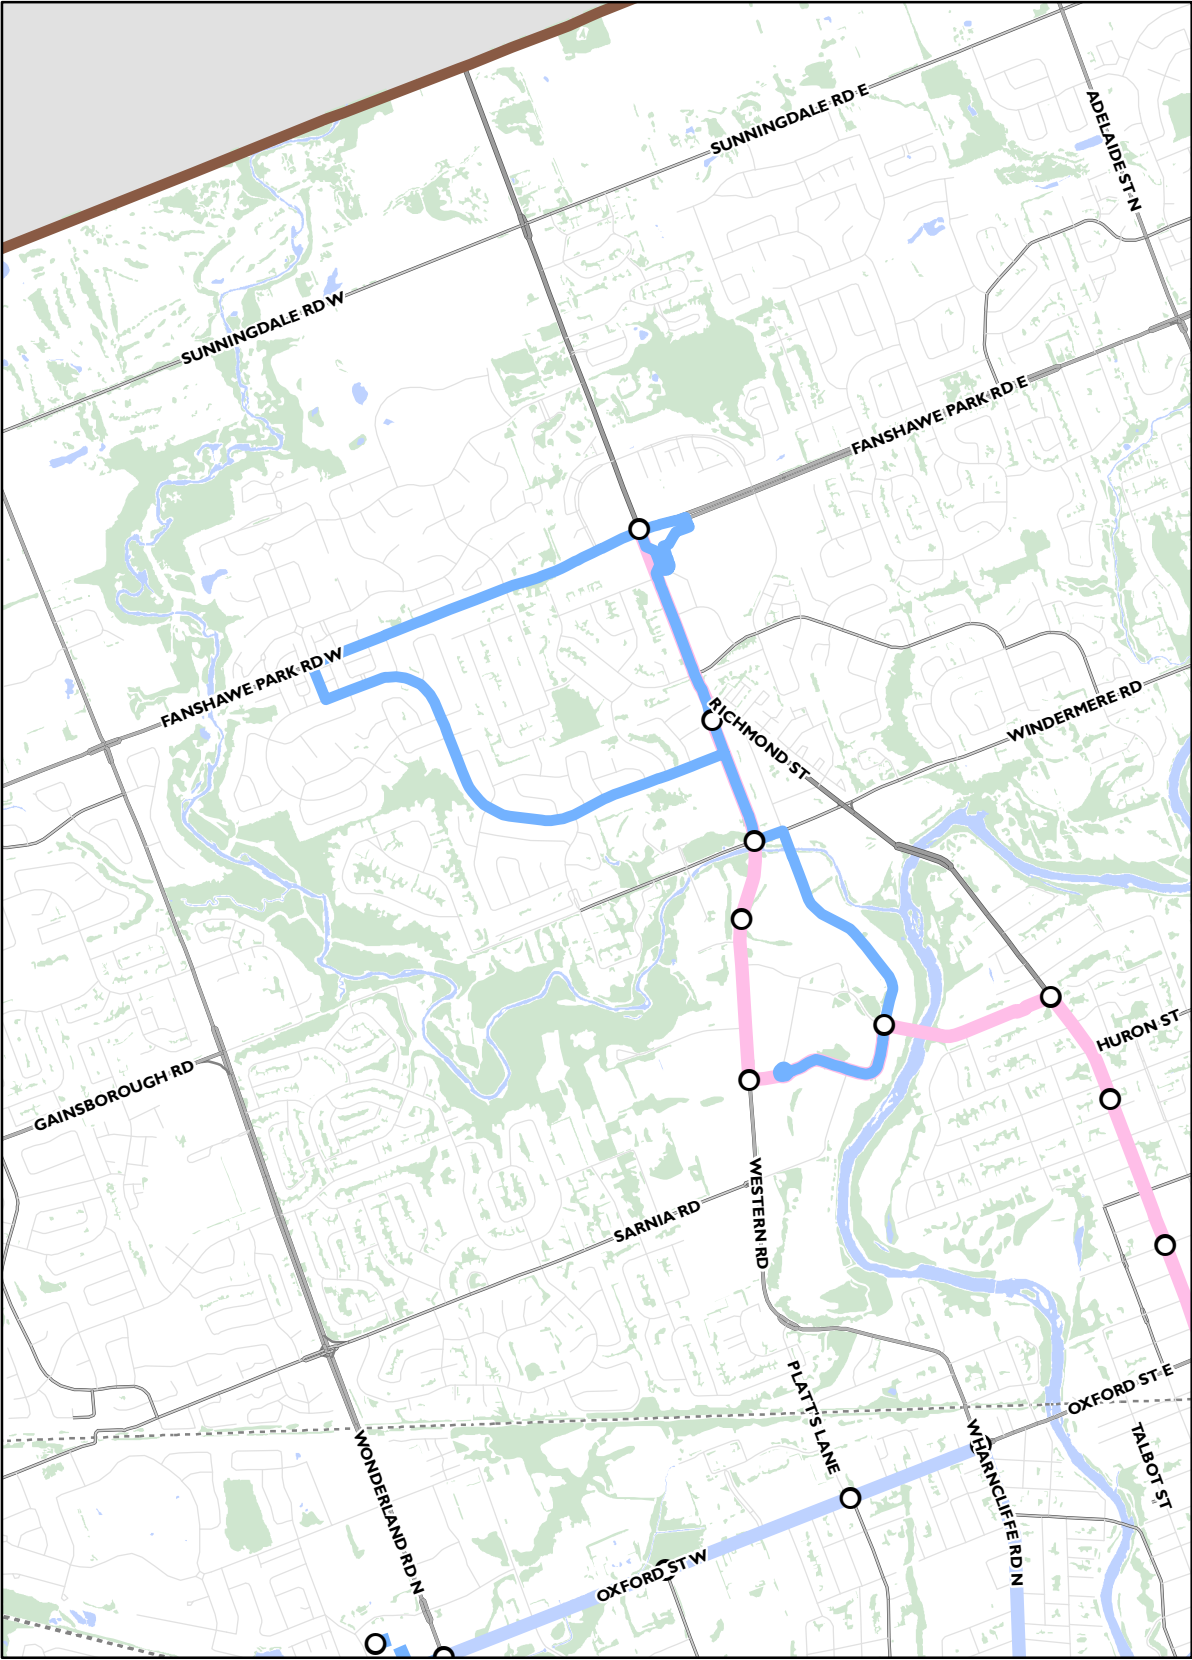 SUNNINGDALE RD E
ADELAIDE ST N
SUNNINGDALE RD W
FANSHAWE PARK RD E
FANSHAWE PARK RD W
RICHMOND ST
WINDERMERE RD
HURON ST
GAINSBOROUGH RD
WESTERN RD
SARNIA RD
PLATT'S LANE
OXFORD ST E
WHARNCLIFFE RD N
TALBOT ST
WONDERLAND RD N
OXFORD ST W